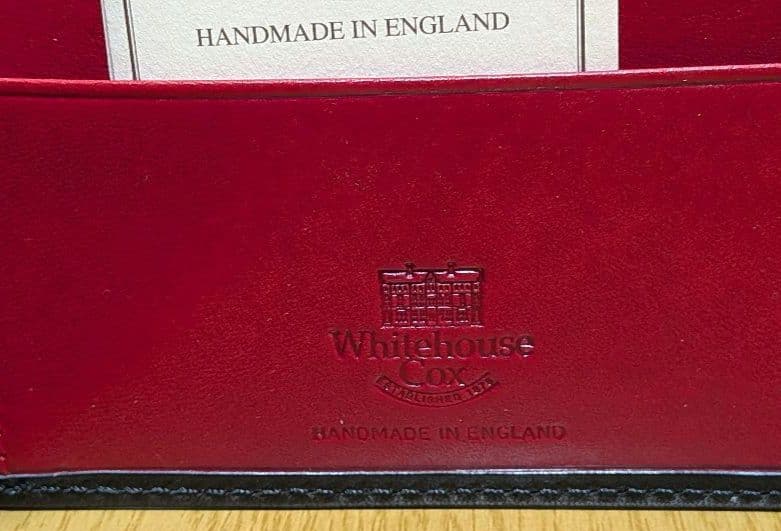 HANDMADE IN ENGLAND
Whitehouse
Cox
ESTABLISHED 1875
HANDMADE IN ENGLAND